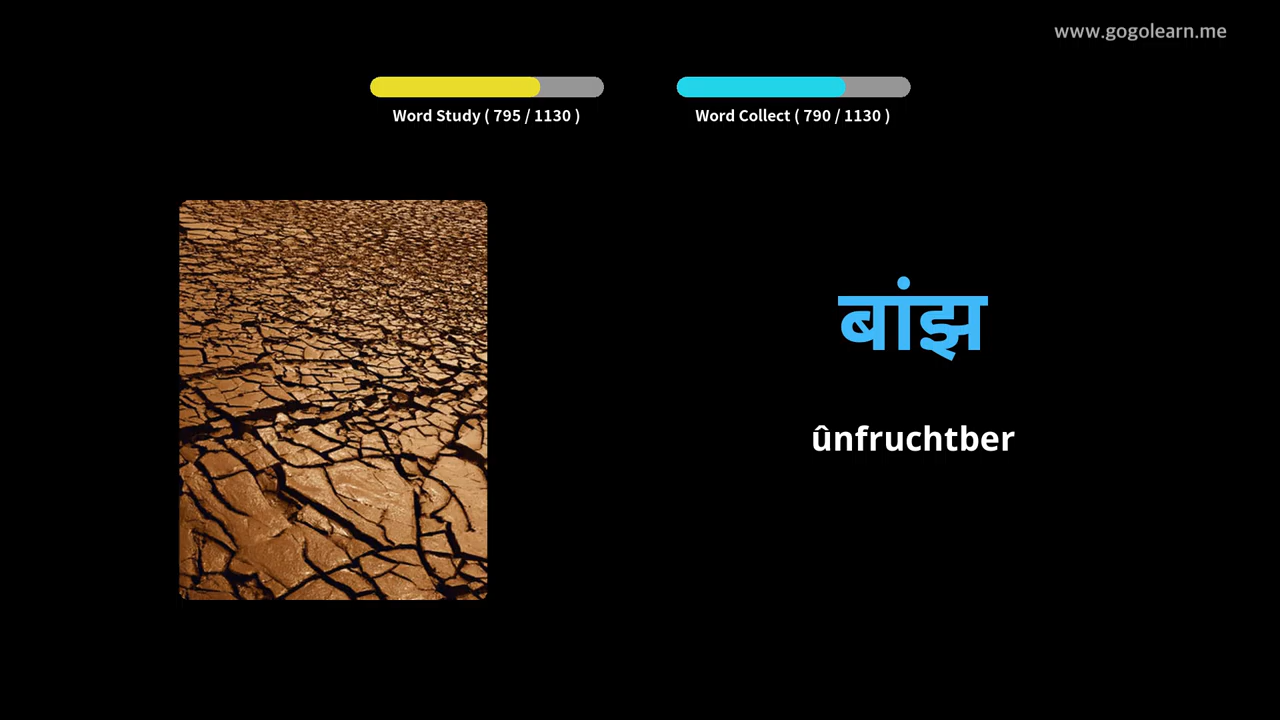 www.gogolearn.me
Word Study ( 795 / 1130 )
Word Collect ( 790 / 1130 )
बांझ
ûnfruchtber